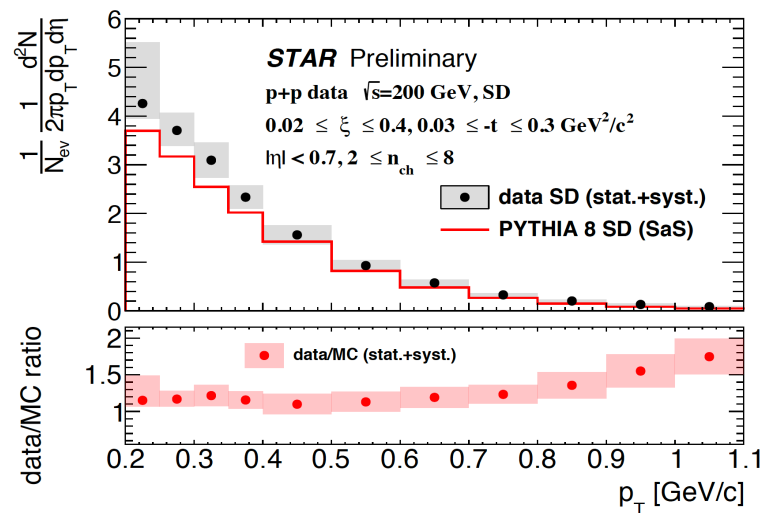 1/N_ev 1/2πp_T d²N/dp_T dη
6
5
4
3
2
1
0
STAR Preliminary
p+p data √s=200 GeV, SD
0.02 ≤ ξ ≤ 0.4, 0.03 ≤ -t ≤ 0.3 GeV²/c²
|η| < 0.7, 2 ≤ n_ch ≤ 8
data SD (stat.+syst.)
PYTHIA 8 SD (SaS)
data/MC ratio
2
1.5
1
data/MC (stat.+syst.)
0.2 0.3 0.4 0.5 0.6 0.7 0.8 0.9 1 1.1
p_T [GeV/c]